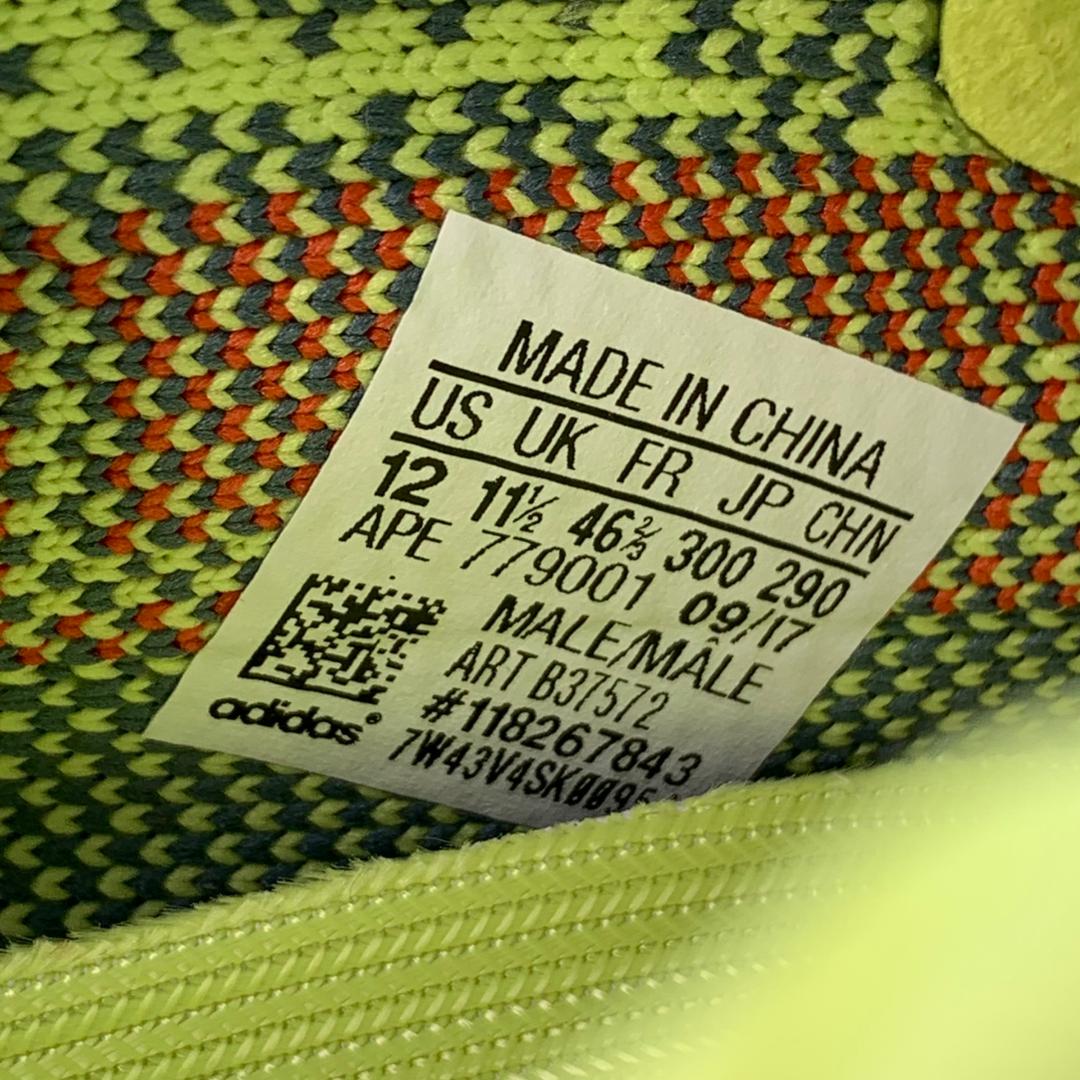 MADE IN CHINA
US UK FR JP CHN
12 11½ 46⅔ 300 290
APE 779001 09/17
MALE/MÂLE
ART B37572
#118267843
adidas®